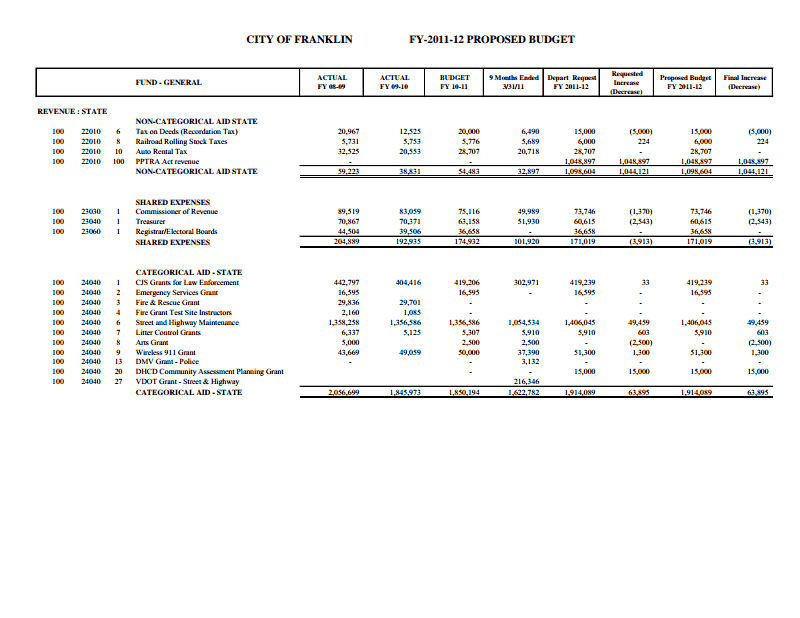 CITY OF FRANKLIN FY-2011-12 PROPOSED BUDGET
FUND - GENERAL ACTUAL FY 08-09 ACTUAL FY 09-10 BUDGET FY 10-11 9 Months Ended 3/31/11 Depart Request FY 2011-12 Requested Increase (Decrease) Proposed Budget FY 2011-12 Final Increase (Decrease)
REVENUE : STATE
NON-CATEGORICAL AID STATE
100 22010 6 Tax on Deeds (Recordation Tax) 20,967 12,525 20,000 6,490 15,000 (5,000) 15,000 (5,000)
100 22010 8 Railroad Rolling Stock Taxes 5,731 5,753 5,776 5,689 6,000 224 6,000 224
100 22010 10 Auto Rental Tax 32,525 20,553 28,707 20,718 28,707 - 28,707 -
100 22010 100 PPTRA Act revenue - - - 1,048,897 1,048,897 1,048,897 1,048,897
NON-CATEGORICAL AID STATE 59,223 38,831 54,483 32,897 1,098,604 1,044,121 1,098,604 1,044,121
SHARED EXPENSES
100 23030 1 Commissioner of Revenue 89,519 83,059 75,116 49,989 73,746 (1,370) 73,746 (1,370)
100 23040 1 Treasurer 70,867 70,371 63,158 51,930 60,615 (2,543) 60,615 (2,543)
100 23060 1 Registrar/Electoral Boards 44,504 39,506 36,658 - 36,658 - 36,658 -
SHARED EXPENSES 204,889 192,935 174,932 101,920 171,019 (3,913) 171,019 (3,913)
CATEGORICAL AID - STATE
100 24040 1 CJS Grants for Law Enforcement 442,797 404,416 419,206 302,971 419,239 33 419,239 33
100 24040 2 Emergency Services Grant 16,595 16,595 - 16,595 - 16,595 -
100 24040 3 Fire & Rescue Grant 29,836 29,701 - - - - - -
100 24040 4 Fire Grant Test Site Instructors 2,160 1,085 - - - - - -
100 24040 6 Street and Highway Maintenance 1,358,258 1,356,586 1,356,586 1,054,534 1,406,045 49,459 1,406,045 49,459
100 24040 7 Litter Control Grants 6,337 5,125 5,307 5,910 5,910 603 5,910 603
100 24040 8 Arts Grant 5,000 2,500 2,500 - (2,500) - (2,500)
100 24040 9 Wireless 911 Grant 43,669 49,059 50,000 37,390 51,300 1,300 51,300 1,300
100 24040 13 DMV Grant - Police - - - 3,132 - - - -
100 24040 20 DHCD Community Assessment Planning Grant - - 15,000 15,000 15,000 15,000
100 24040 27 VDOT Grant - Street & Highway 216,346
CATEGORICAL AID - STATE 2,056,699 1,845,973 1,850,194 1,622,782 1,914,089 63,895 1,914,089 63,895